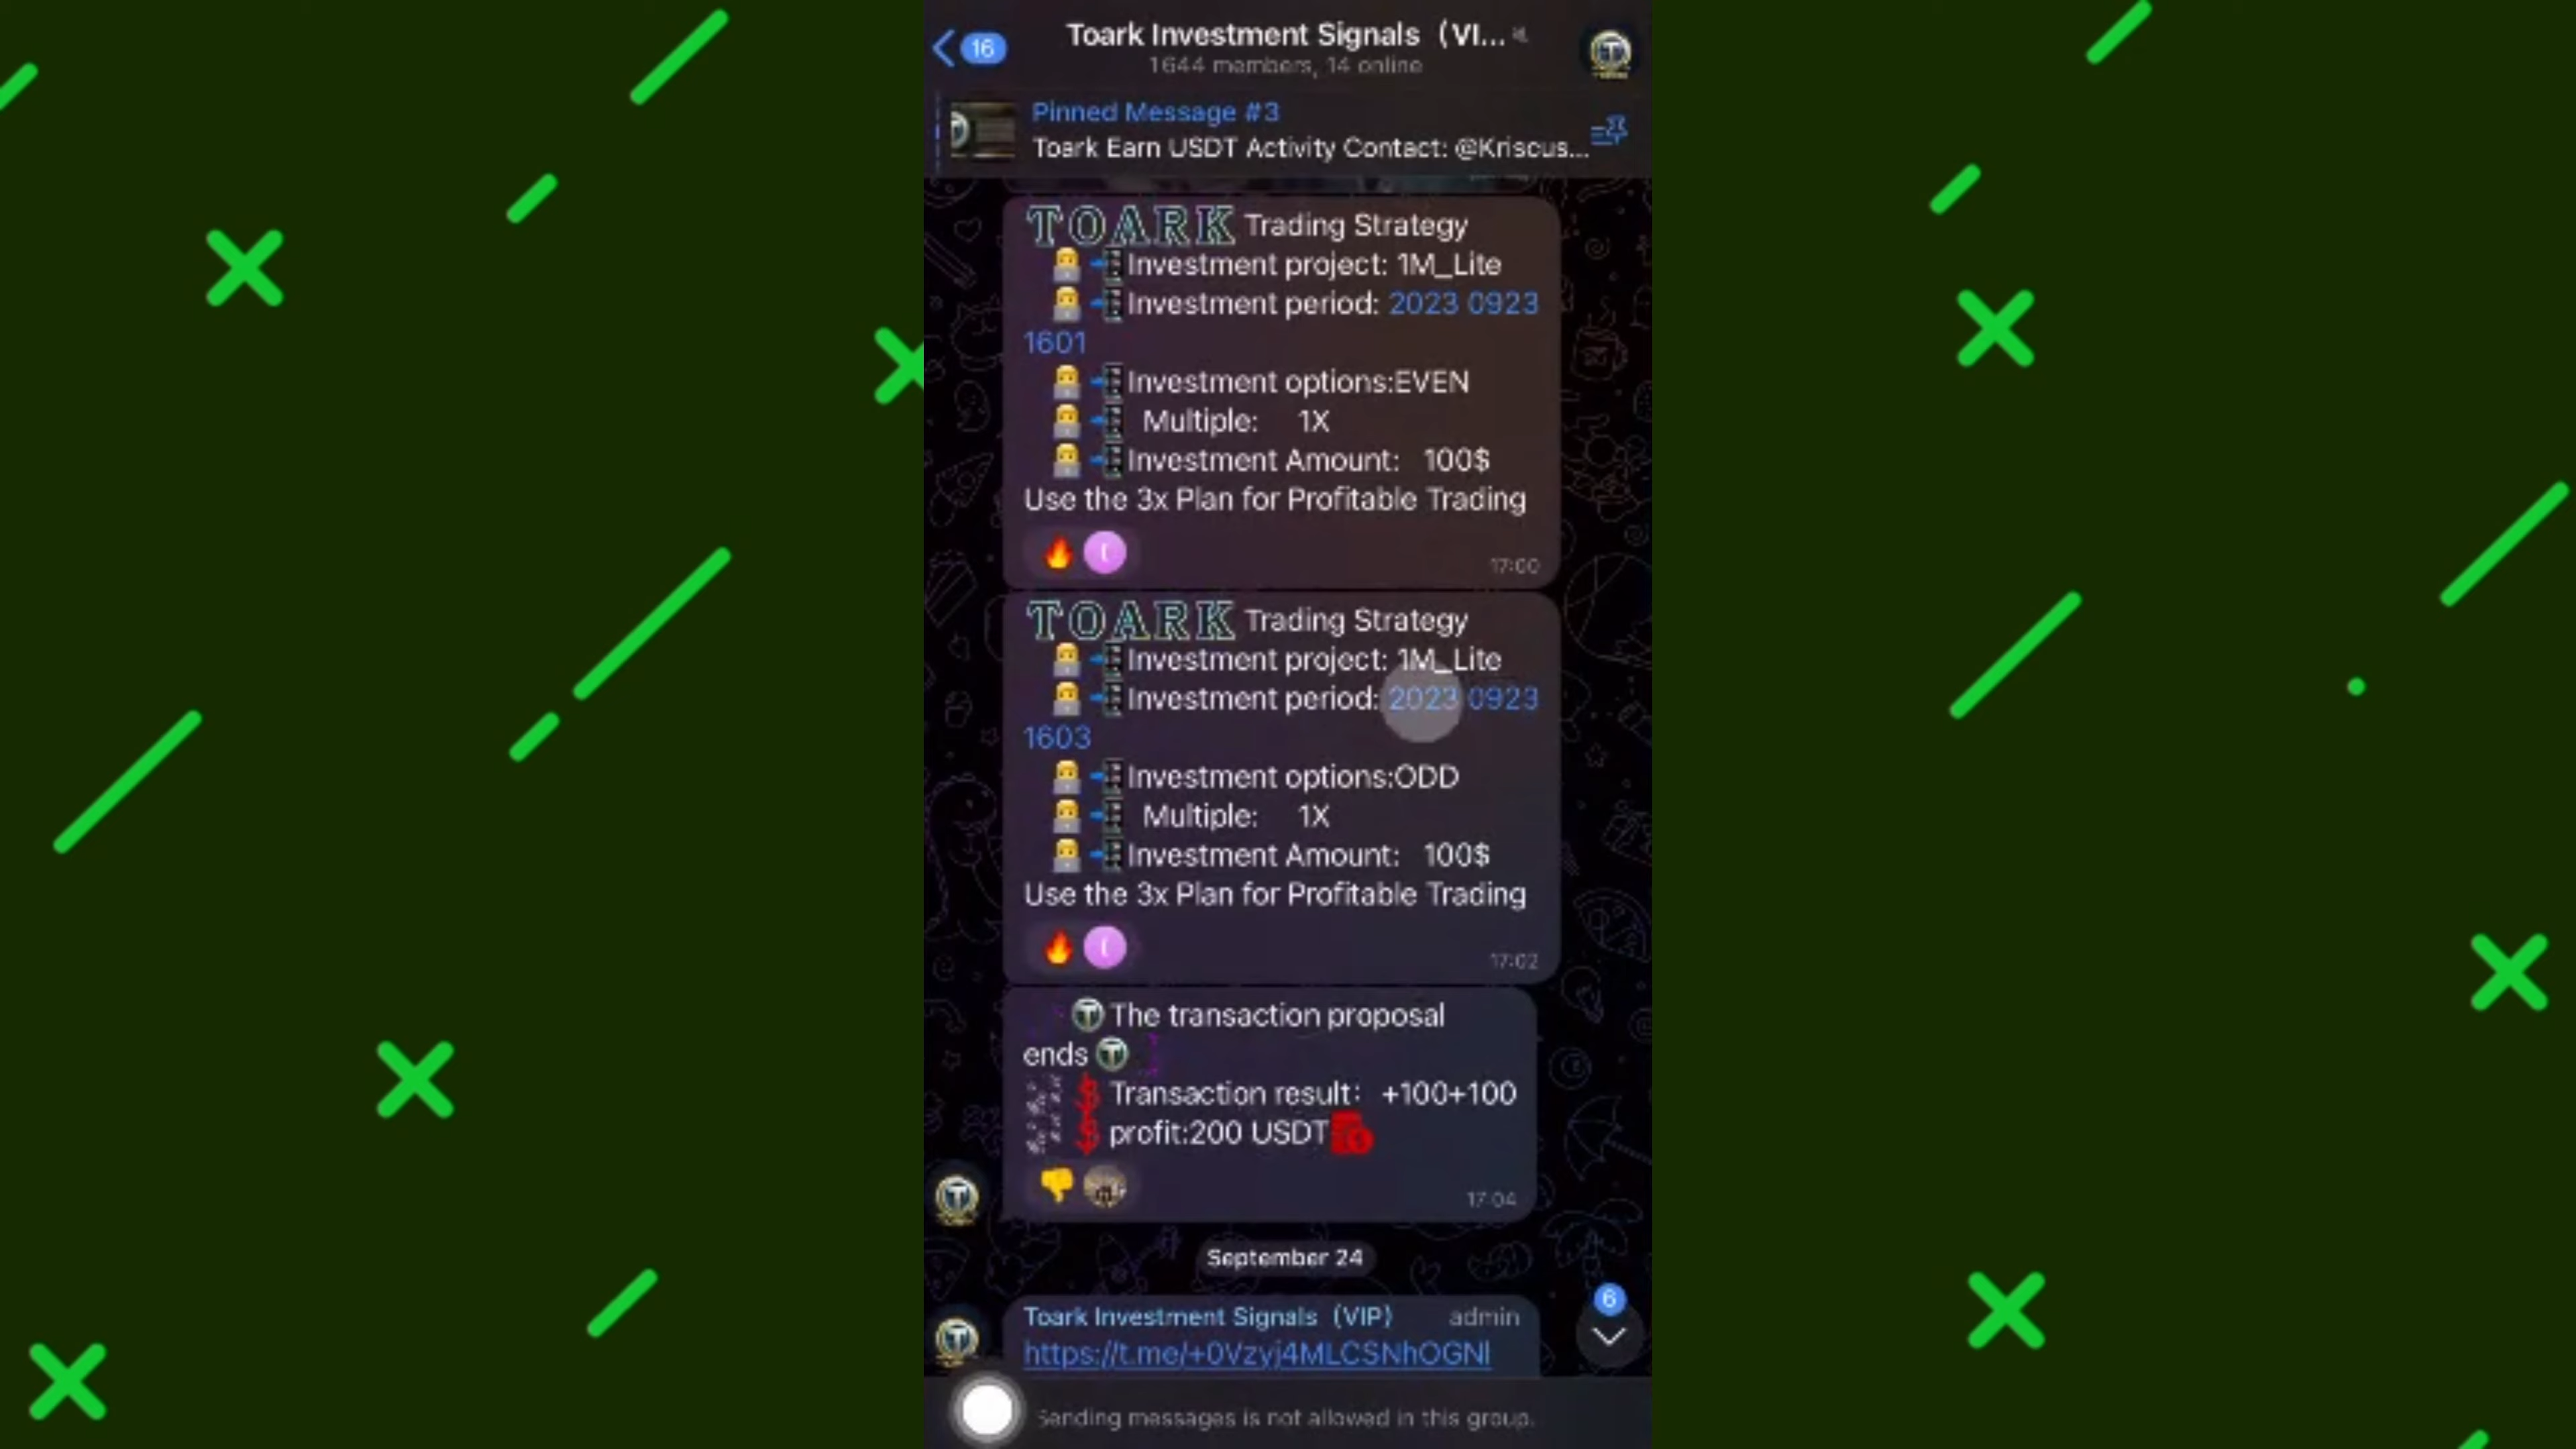 16
Toark Investment Signals（VI...
1644 members, 14 online
Pinned Message #3
Toark Earn USDT Activity Contact: @Kriscus...
TOARK Trading Strategy
Investment project: 1M_Lite
Investment period: 2023 0923
1601
Investment options:EVEN
Multiple: 1X
Investment Amount: 100$
Use the 3x Plan for Profitable Trading
17:00
TOARK Trading Strategy
Investment project: 1M_Lite
Investment period: 2023 0923
1603
Investment options:ODD
Multiple: 1X
Investment Amount: 100$
Use the 3x Plan for Profitable Trading
17:02
The transaction proposal
ends
Transaction result： +100+100
profit:200 USDT
17:04
September 24
6
Toark Investment Signals（VIP） admin
https://t.me/+0Vzyj4MLCSNhOGNl
Sending messages is not allowed in this group.